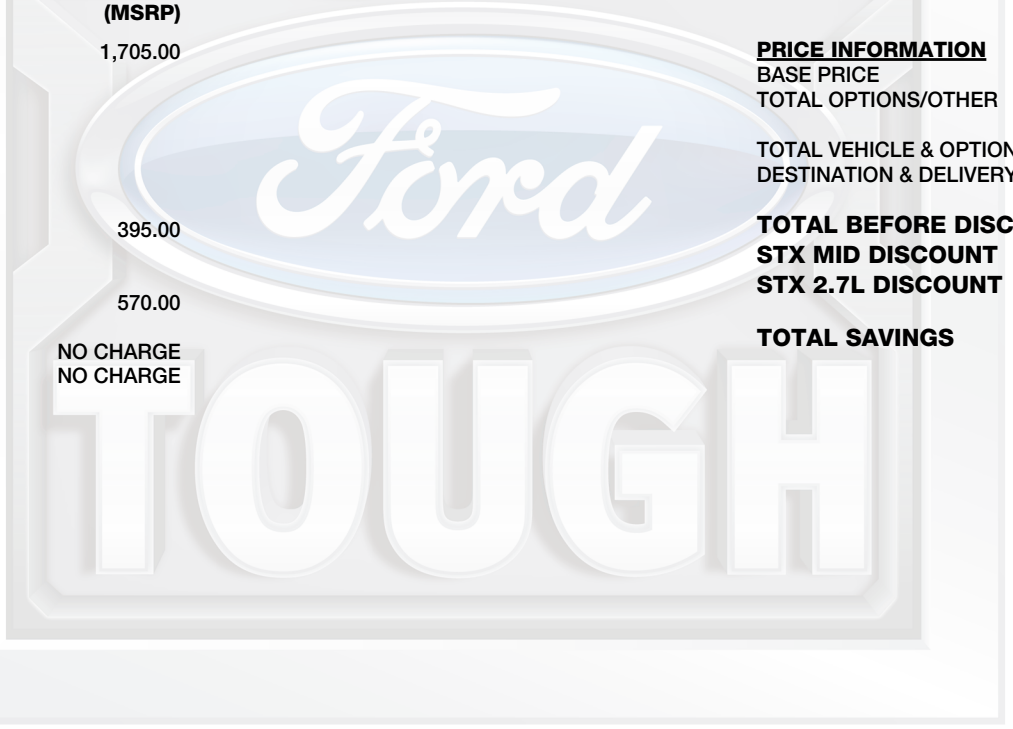 (MSRP)
1,705.00
395.00
570.00
NO CHARGE
NO CHARGE
PRICE INFORMATION
BASE PRICE
TOTAL OPTIONS/OTHER
TOTAL VEHICLE & OPTION
DESTINATION & DELIVERY
TOTAL BEFORE DISC
STX MID DISCOUNT
STX 2.7L DISCOUNT
TOTAL SAVINGS
Ford
TOUGH